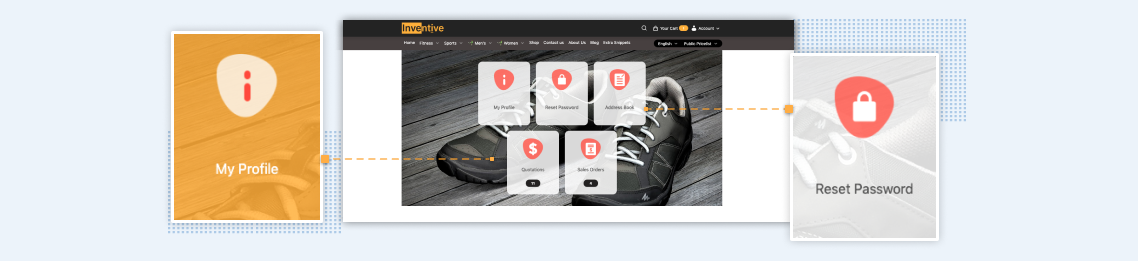 My Profile
Inventive
Your Cart
Account
Home Fitness Sports Men's Women Shop Contact us About Us Blog Extra Snippets
English Public Pricelist
My Profile
Reset Password
Address Book
$
Quotations
Sales Orders
11
4
Reset Password